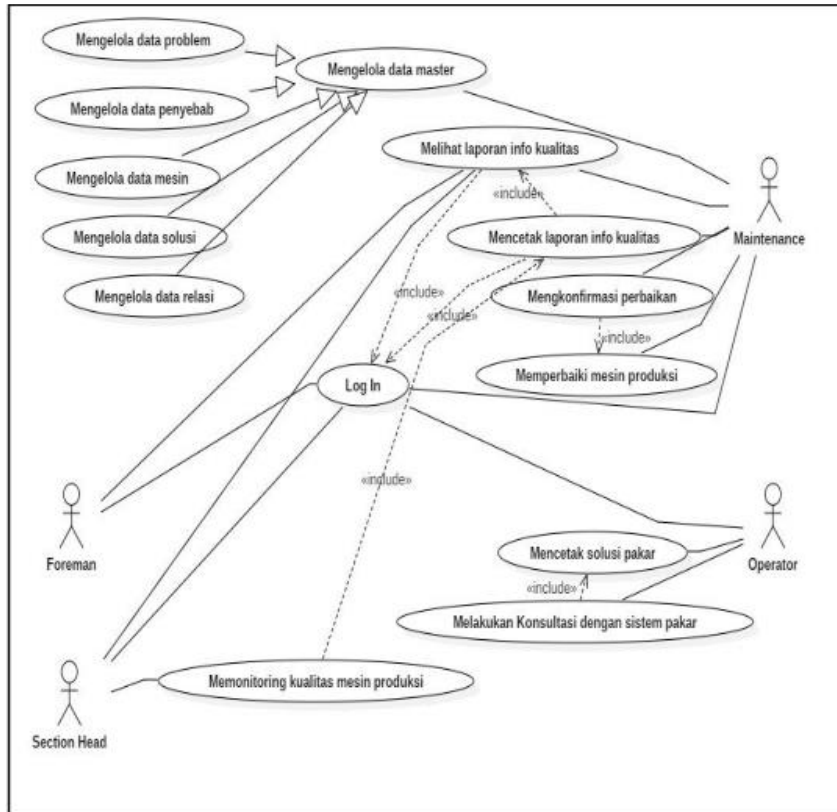 Mengelola data problem
Mengelola data master
Mengelola data penyebab
Melihat laporan info kualitas
Mengelola data mesin
«include»
Mencetak laporan info kualitas
Maintenance
Mengelola data solusi
Mengelola data relasi
«include»
Mengkonfirmasi perbaikan
«include»
«include»
Memperbaiki mesin produksi
Log In
«include»
Foreman
Mencetak solusi pakar
Operator
«include»
Melakukan Konsultasi dengan sistem pakar
Memonitoring kualitas mesin produksi
Section Head